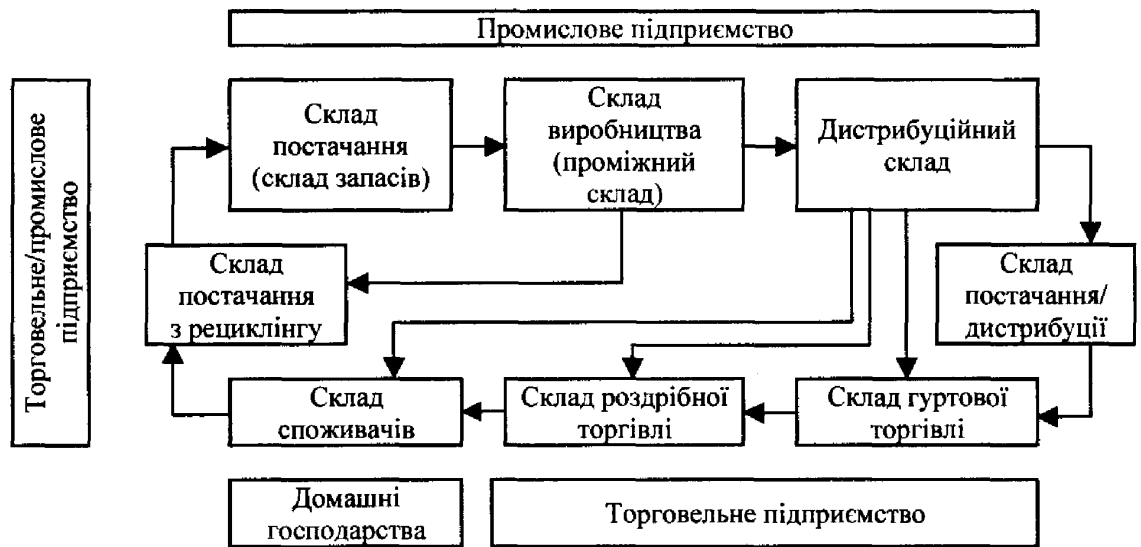 Промислове підприємство
Торговельне/промислове
підприємство
Склад
постачання
(склад запасів)
Склад
виробництва
(проміжний
склад)
Дистрибуційний
склад
Склад
постачання
з рециклінгу
Склад
постачання/
дистрибуції
Склад
споживачів
Склад роздрібної
торгівлі
Склад гуртової
торгівлі
Домашні
господарства
Торговельне підприємство